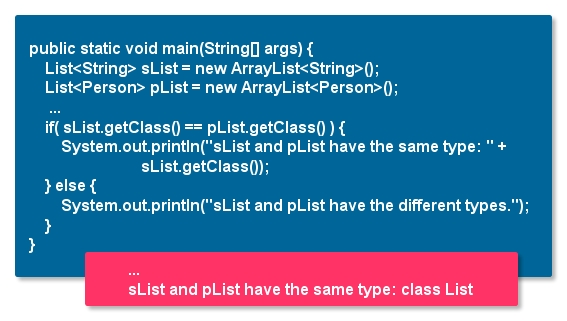 public static void main(String[] args) {
List<String> sList = new ArrayList<String>();
List<Person> pList = new ArrayList<Person>();
...
if( sList.getClass() == pList.getClass() ) {
System.out.println("sList and pList have the same type: " +
sList.getClass());
} else {
System.out.println("sList and pList have the different types.");
}
}
...
sList and pList have the same type: class List